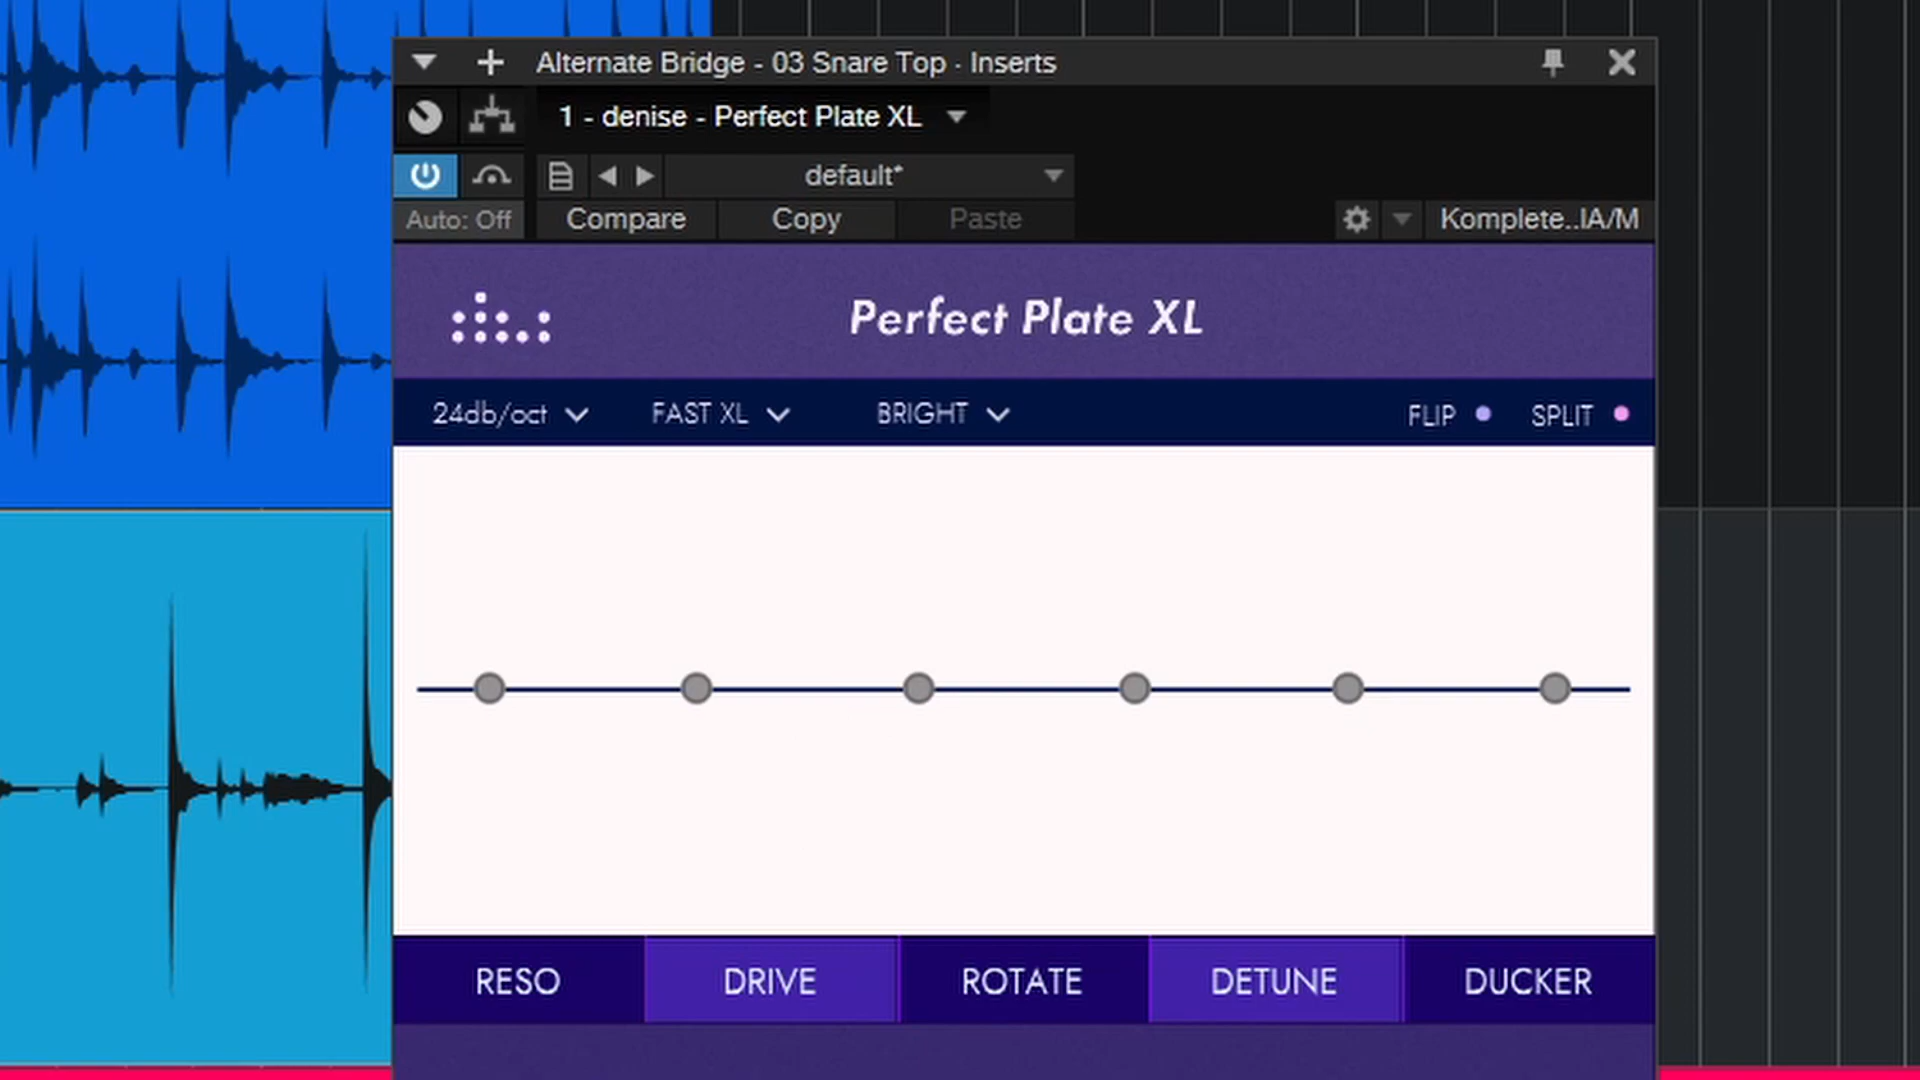 Alternate Bridge - 03 Snare Top · Inserts
1 - denise - Perfect Plate XL
default*
Auto: Off Compare Copy Paste Komplete..IA/M
Perfect Plate XL
24db/oct FAST XL BRIGHT FLIP SPLIT
RESO DRIVE ROTATE DETUNE DUCKER